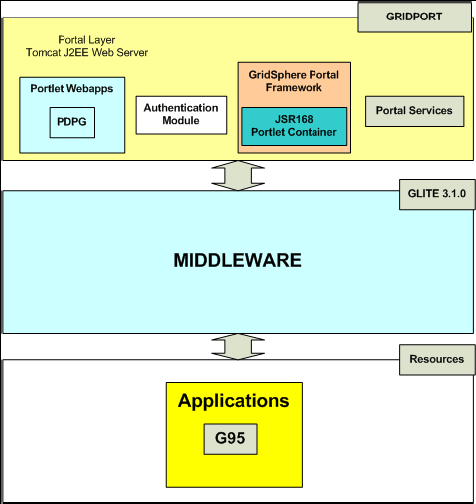 GRIDPORT
Portal Layer
Tomcat J2EE Web Server
Portlet Webapps
PDPG
Authentication
Module
GridSphere Portal
Framework
JSR168
Portlet Container
Portal Services
GLITE 3.1.0
MIDDLEWARE
Resources
Applications
G95